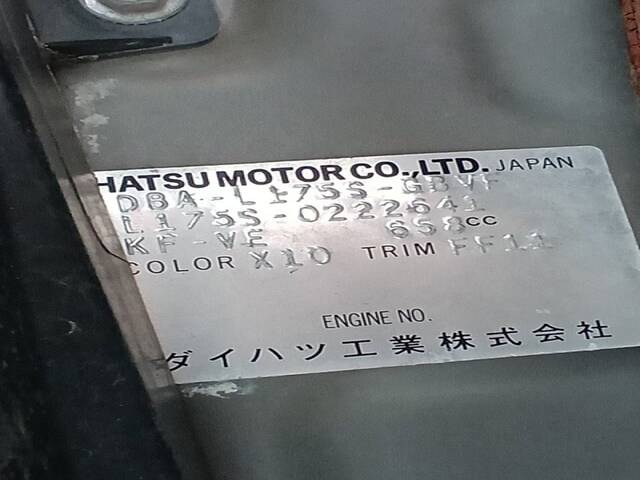 HATSU MOTOR CO.,LTD. JAPAN
DBA-L175S-GBVF
L175S-0222641
KF-VE 658CC
COLOR X10 TRIM FF11
ENGINE NO.
ダイハツ工業株式会社